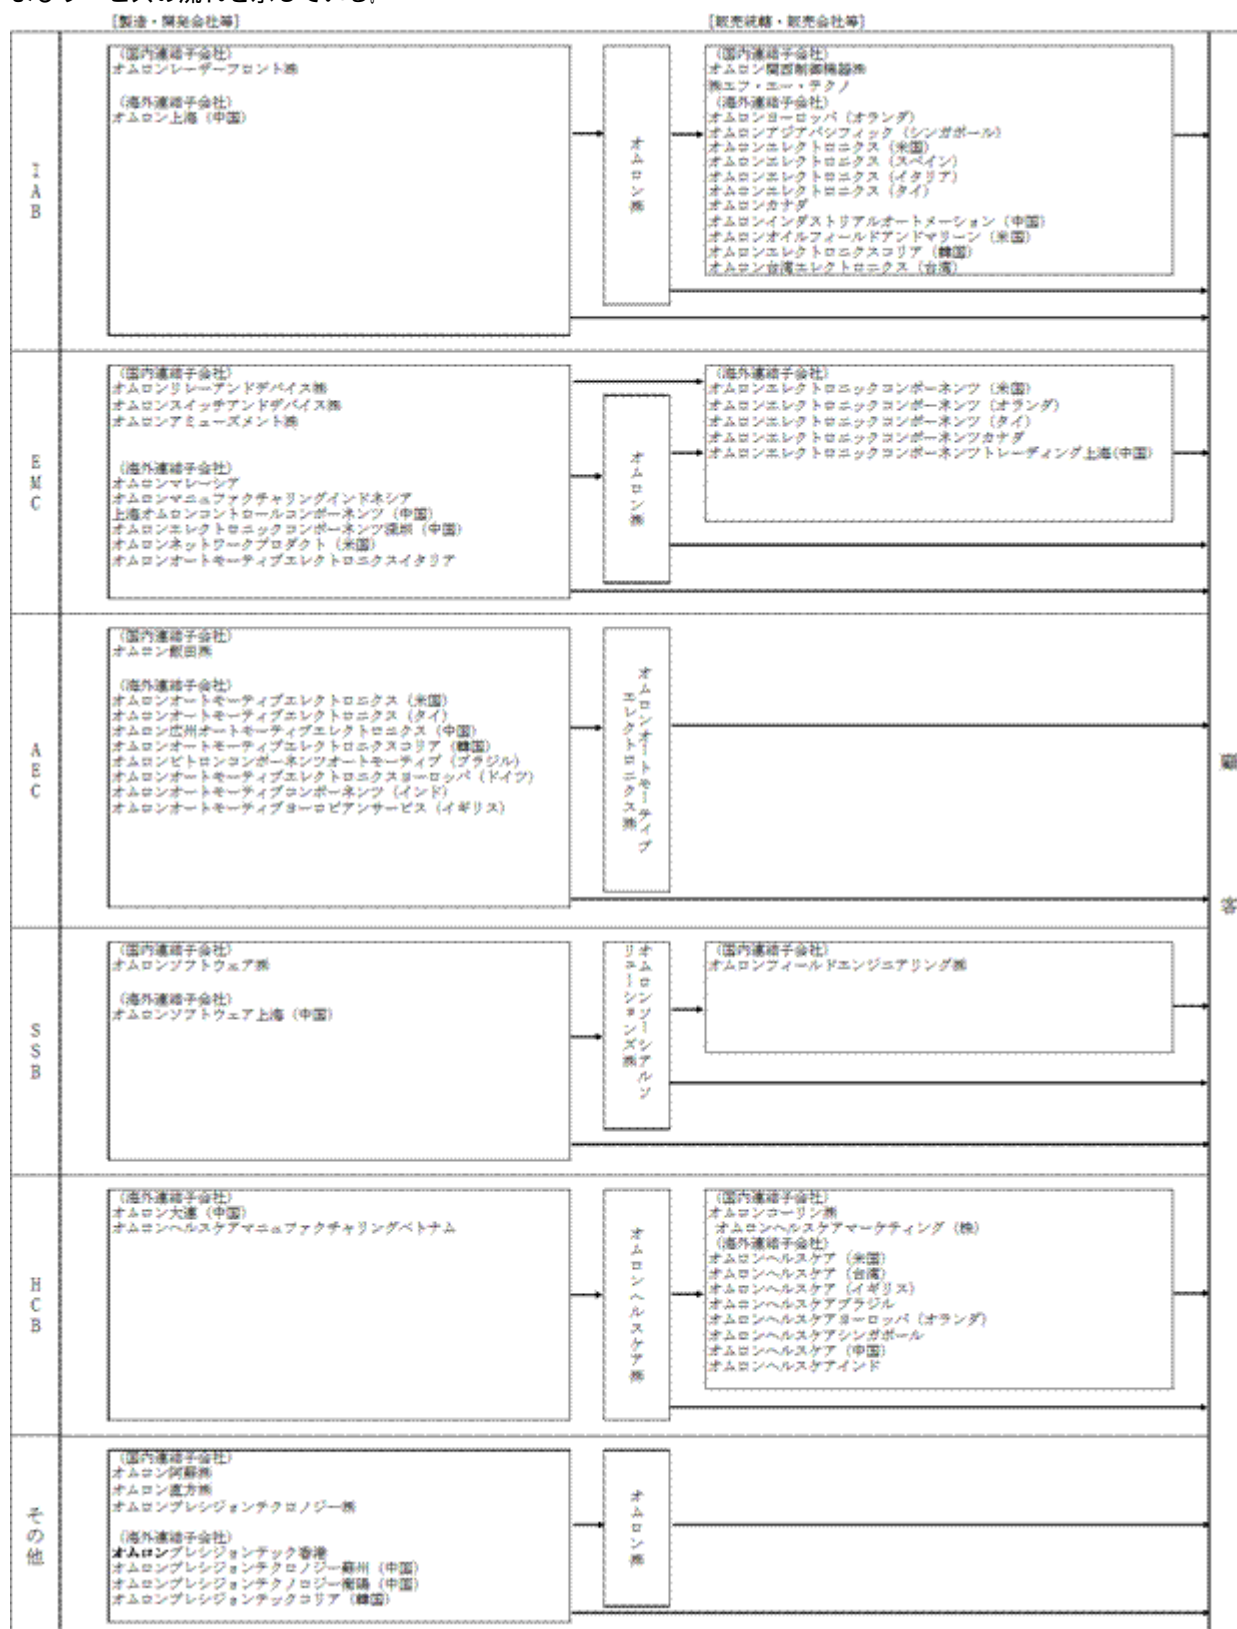 およびサービスの流れを示している。
［製造・開発会社等］
［販売統轄・販売会社等］
IAB
（国内連結子会社）
オムロンレーザーフロント㈱
（海外連結子会社）
オムロン上海（中国）
オムロン㈱
（国内連結子会社）
オムロン関西制御機器㈱
㈱エフ・エー・テクノ
（海外連結子会社）
オムロンヨーロッパ（オランダ）
オムロンアジアパシフィック（シンガポール）
オムロンエレクトロニクス（米国）
オムロンエレクトロニクス（スペイン）
オムロンエレクトロニクス（イタリア）
オムロンエレクトロニクス（タイ）
オムロンカナダ
オムロンインダストリアルオートメーション（中国）
オムロンオイルフィールドアンドマリーン（米国）
オムロンエレクトロニクスコリア（韓国）
オムロン台湾エレクトロニクス（台湾）
EMC
（国内連結子会社）
オムロンリレーアンドデバイス㈱
オムロンスイッチアンドデバイス㈱
オムロンアミューズメント㈱
（海外連結子会社）
オムロンマレーシア
オムロンマニュファクチャリングインドネシア
上海オムロンコントロールコンポーネンツ（中国）
オムロンエレクトロニックコンポーネンツ深圳（中国）
オムロンネットワークプロダクト（米国）
オムロンオートモーティブエレクトロニクスイタリア
オムロン㈱
（海外連結子会社）
オムロンエレクトロニックコンポーネンツ（米国）
オムロンエレクトロニックコンポーネンツ（オランダ）
オムロンエレクトロニックコンポーネンツ（タイ）
オムロンエレクトロニックコンポーネンツカナダ
オムロンエレクトロニックコンポーネンツトレーディング上海(中国)
AEC
（国内連結子会社）
オムロン飯田㈱
（海外連結子会社）
オムロンオートモーティブエレクトロニクス（米国）
オムロンオートモーティブエレクトロニクス（タイ）
オムロン広州オートモーティブエレクトロニクス（中国）
オムロンオートモーティブエレクトロニクスコリア（韓国）
オムロンピトロンコンポーネンツオートモーティブ（ブラジル）
オムロンオートモーティブエレクトロニクスヨーロッパ（ドイツ）
オムロンオートモーティブコンポーネンツ（インド）
オムロンオートモーティブヨーロピアンサービス（イギリス）
オムロンオートモーティブ
エレクトロニクス㈱
顧客
SSB
（国内連結子会社）
オムロンソフトウェア㈱
（海外連結子会社）
オムロンソフトウェア上海（中国）
オムロンソーシアルソ
リューションズ㈱
（国内連結子会社）
オムロンフィールドエンジニアリング㈱
HCB
（海外連結子会社）
オムロン大連（中国）
オムロンヘルスケアマニュファクチャリングベトナム
オムロンヘルスケア㈱
（国内連結子会社）
オムロンコーリン㈱
オムロンヘルスケアマーケティング（株）
（海外連結子会社）
オムロンヘルスケア（米国）
オムロンヘルスケア（台湾）
オムロンヘルスケア（イギリス）
オムロンヘルスケアブラジル
オムロンヘルスケアヨーロッパ（オランダ）
オムロンヘルスケアシンガポール
オムロンヘルスケア（中国）
オムロンヘルスケアインド
その他
（国内連結子会社）
オムロン阿蘇㈱
オムロン直方㈱
オムロンプレシジョンテクロノジー㈱
（海外連結子会社）
オムロンプレシジョンテック香港
オムロンプレシジョンテクロノジー蘇州（中国）
オムロンプレシジョンテクノロジー衡陽（中国）
オムロンプレシジョンテックコリア（韓国）
オムロン㈱